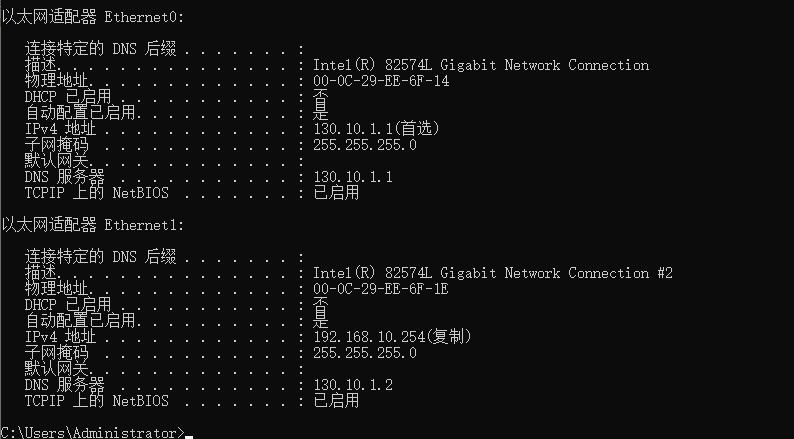 以太网适配器 Ethernet0:
连接特定的 DNS 后缀 . . . . . . . :
描述. . . . . . . . . . . . . . . : Intel(R) 82574L Gigabit Network Connection
物理地址. . . . . . . . . . . . . : 00-0C-29-EE-6F-14
DHCP 已启用 . . . . . . . . . . . : 否
自动配置已启用. . . . . . . . . . : 是
IPv4 地址 . . . . . . . . . . . . : 130.10.1.1(首选)
子网掩码 . . . . . . . . . . . . : 255.255.255.0
默认网关. . . . . . . . . . . . . :
DNS 服务器 . . . . . . . . . . . : 130.10.1.1
TCPIP 上的 NetBIOS . . . . . . . : 已启用
以太网适配器 Ethernet1:
连接特定的 DNS 后缀 . . . . . . . :
描述. . . . . . . . . . . . . . . : Intel(R) 82574L Gigabit Network Connection #2
物理地址. . . . . . . . . . . . . : 00-0C-29-EE-6F-1E
DHCP 已启用 . . . . . . . . . . . : 否
自动配置已启用. . . . . . . . . . : 是
IPv4 地址 . . . . . . . . . . . . : 192.168.10.254(复制)
子网掩码 . . . . . . . . . . . . : 255.255.255.0
默认网关. . . . . . . . . . . . . :
DNS 服务器 . . . . . . . . . . . : 130.10.1.2
TCPIP 上的 NetBIOS . . . . . . . : 已启用
C:\Users\Administrator>